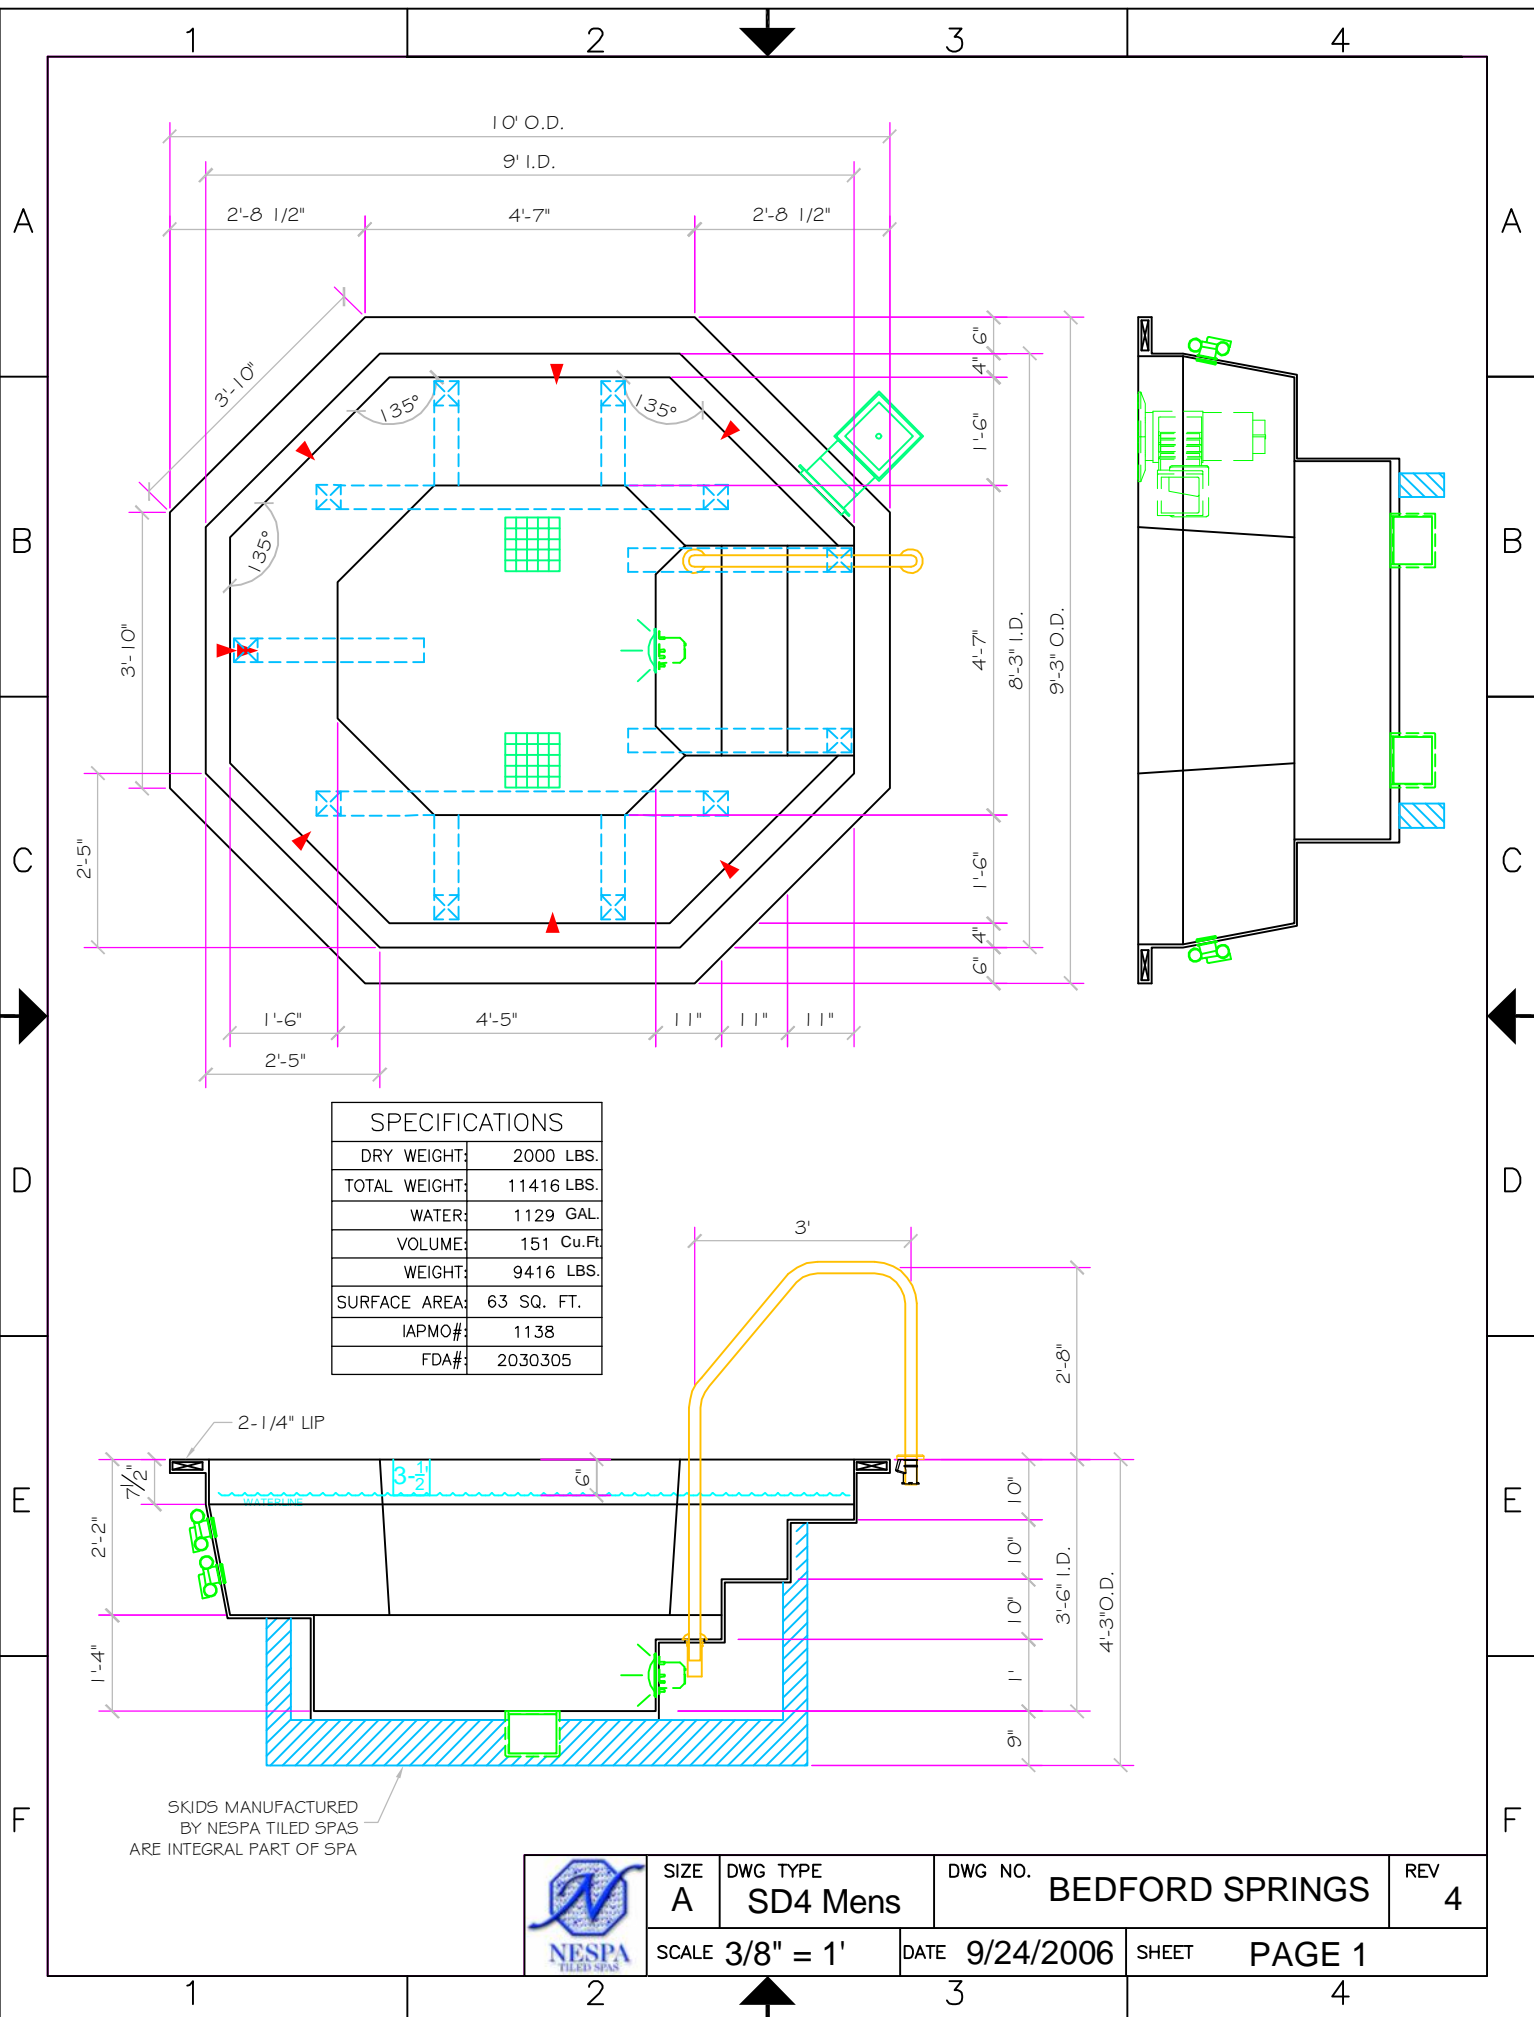 1 2 3 4
10' O.D.
9' I.D.
A
2'-8 1/2" 4'-7" 2'-8 1/2"
A
6"
4"
3'-10"
135°
135°
1'-6"
B
135°
B
3'-10"
4'-7"
8'-3" I.D.
9'-3" O.D.
2'-5"
C
1'-6"
C
4"
6"
1'-6" 4'-5" 11" 11" 11"
2'-5"
SPECIFICATIONS
DRY WEIGHT: 2000 LBS.
TOTAL WEIGHT: 11416 LBS.
WATER: 1129 GAL.
VOLUME: 151 Cu.Ft.
WEIGHT: 9416 LBS.
SURFACE AREA: 63 SQ. FT.
IAPMO#: 1138
FDA#: 2030305
D
D
3'
2'-8"
2-1/4" LIP
7½"
3-½
6"
WATERLINE
10"
E
E
2'-2"
10"
3'-6" I.D.
4'-3"O.D.
10"
1'-4"
1'
9"
SKIDS MANUFACTURED
BY NESPA TILED SPAS
ARE INTEGRAL PART OF SPA
F
F
N
NESPA
TILED SPAS
SIZE
A
DWG TYPE
SD4 Mens
DWG NO. BEDFORD SPRINGS
REV
4
SCALE 3/8" = 1'
DATE 9/24/2006
SHEET PAGE 1
1 2 3 4